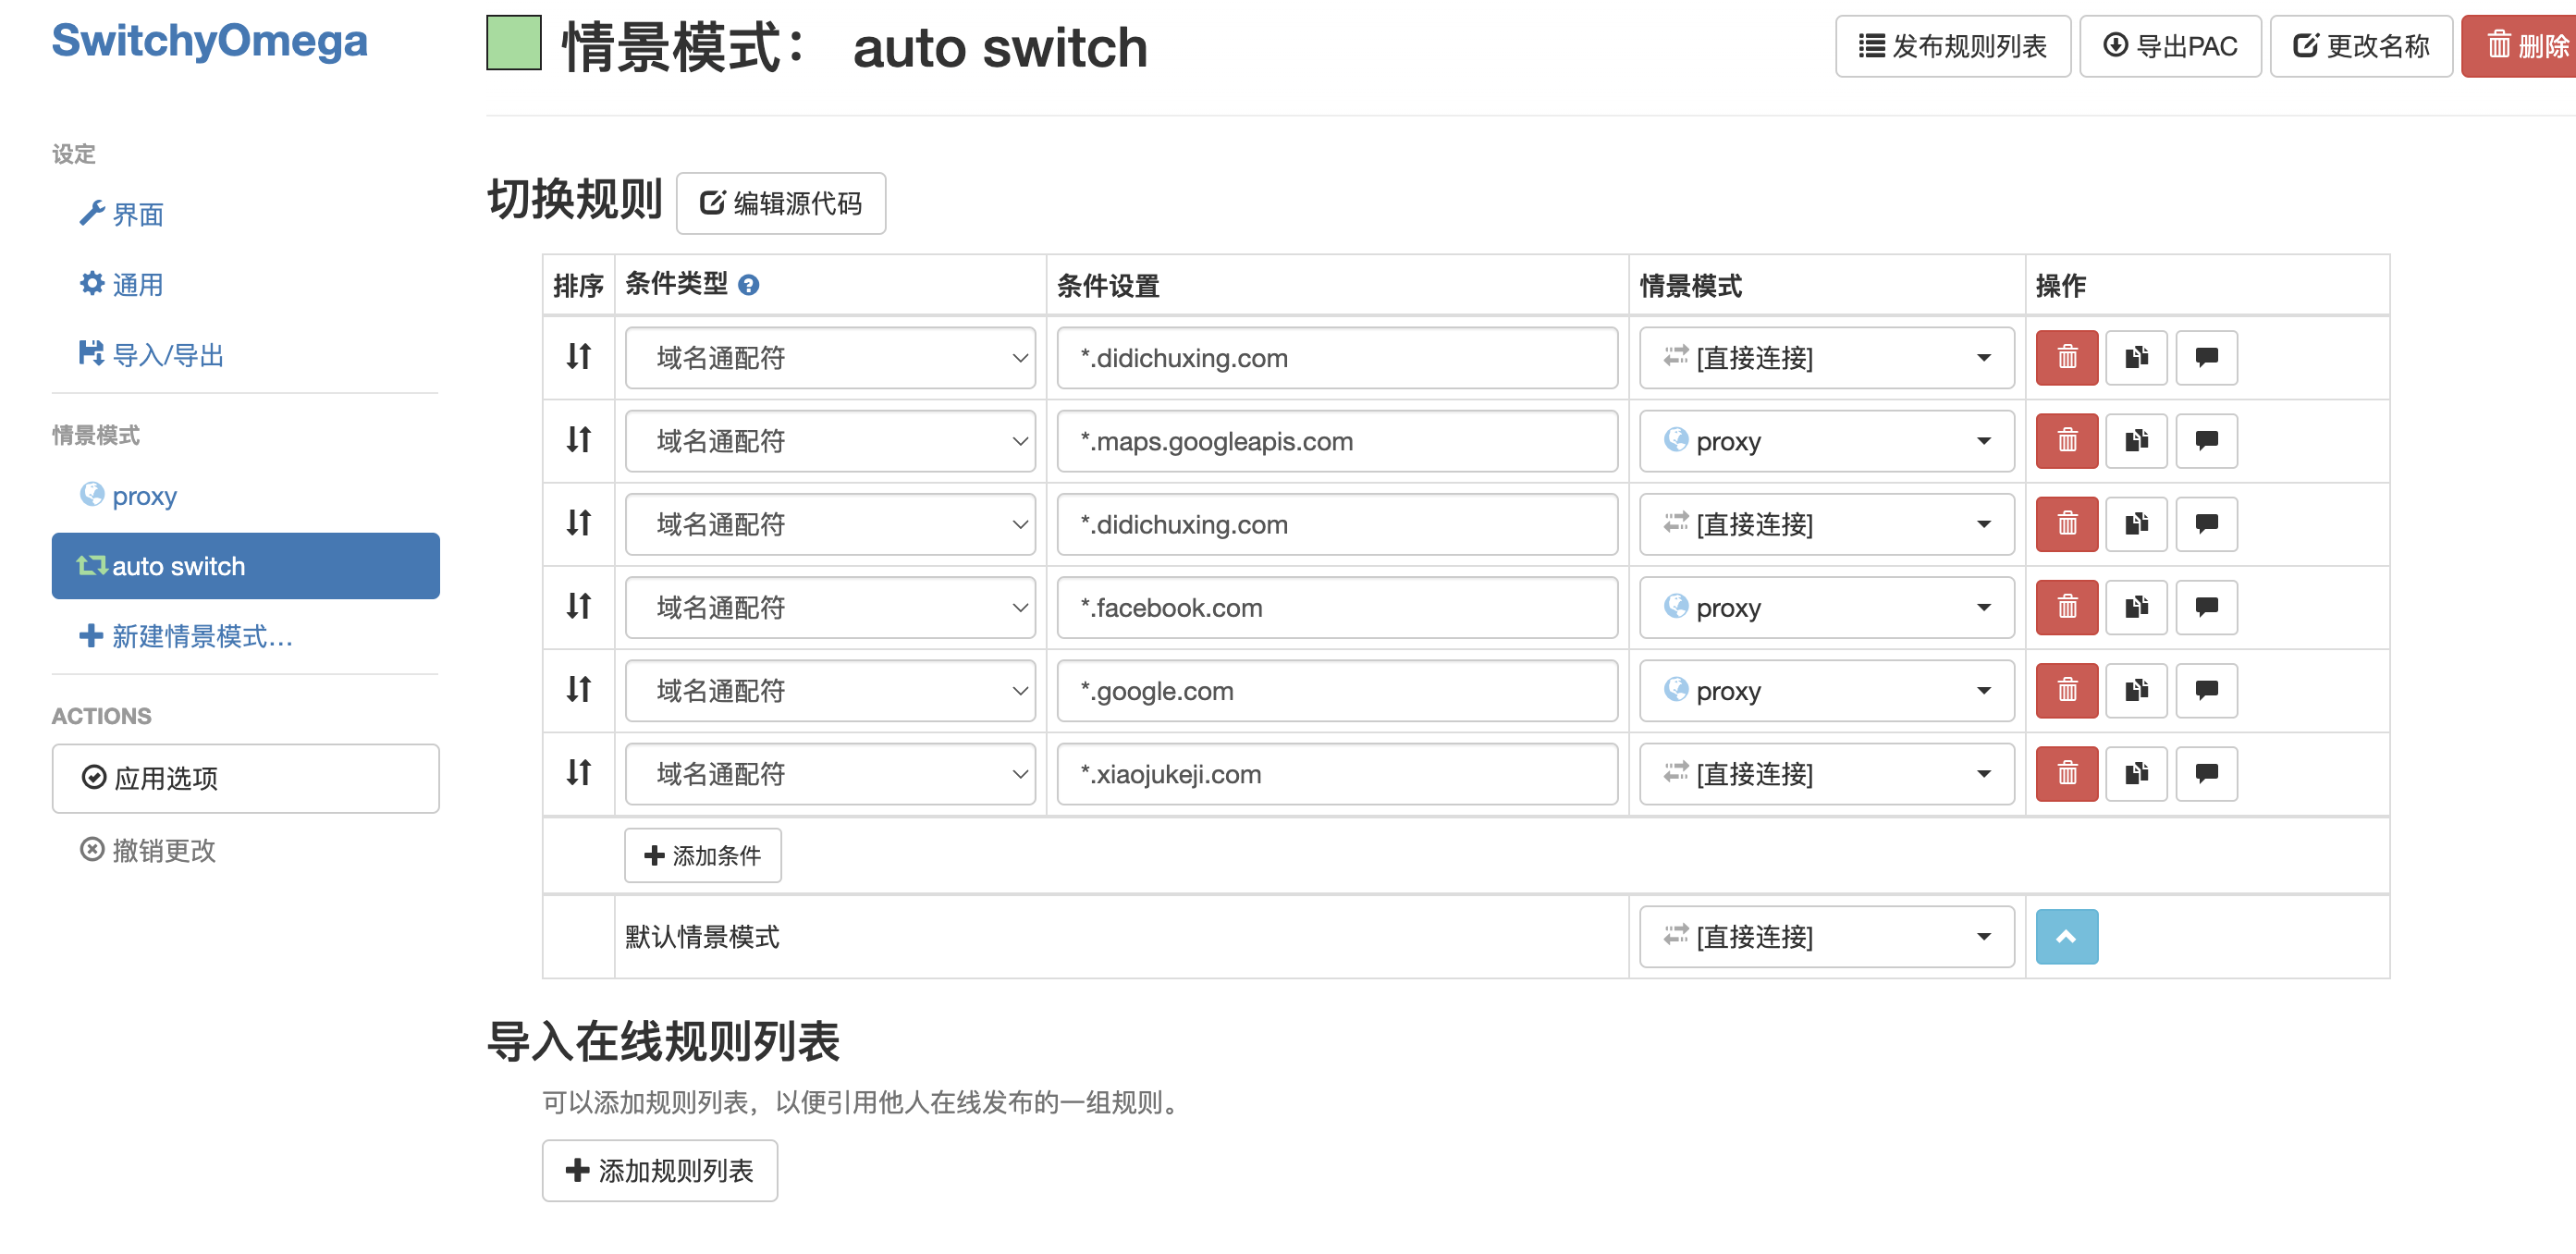 SwitchyOmega
设定
界面
通用
导入/导出
情景模式
proxy
auto switch
新建情景模式…
ACTIONS
应用选项
撤销更改
情景模式： auto switch
发布规则列表 导出PAC 更改名称 删除
切换规则 编辑源代码
排序 条件类型 条件设置 情景模式 操作
域名通配符 *.didichuxing.com [直接连接]
域名通配符 *.maps.googleapis.com proxy
域名通配符 *.didichuxing.com [直接连接]
域名通配符 *.facebook.com proxy
域名通配符 *.google.com proxy
域名通配符 *.xiaojukeji.com [直接连接]
添加条件
默认情景模式 [直接连接]
导入在线规则列表
可以添加规则列表，以便引用他人在线发布的一组规则。
添加规则列表